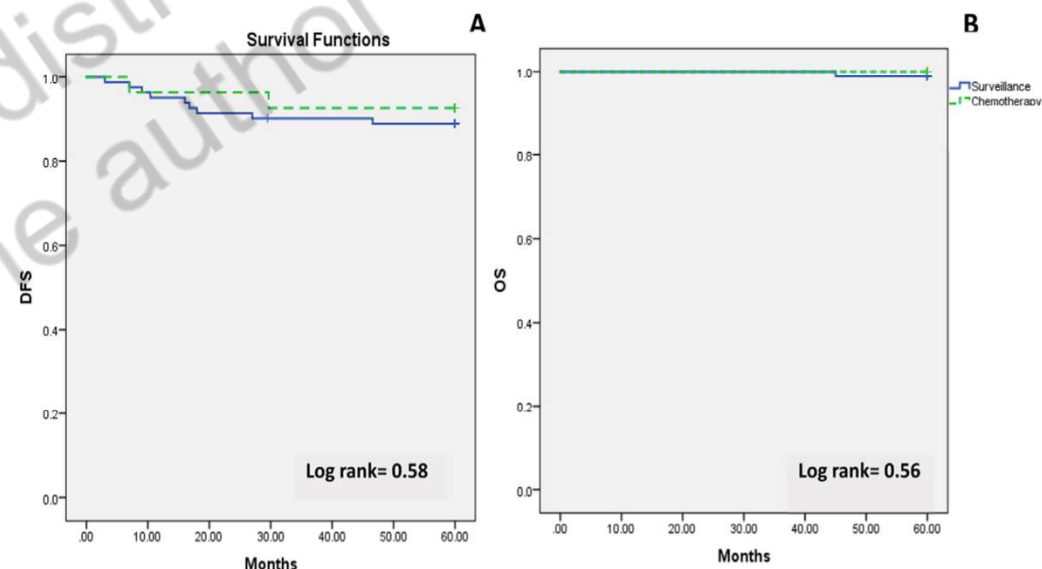 A
B
Survival Functions
1.0
0.8
0.6
0.4
0.2
0.0
DFS
Log rank= 0.58
.00 10.00 20.00 30.00 40.00 50.00 60.00
Months
1.0
0.8
0.6
0.4
0.2
0.0
OS
Log rank= 0.56
.00 10.00 20.00 30.00 40.00 50.00 60.00
Months
Surveillance
Chemotherapy